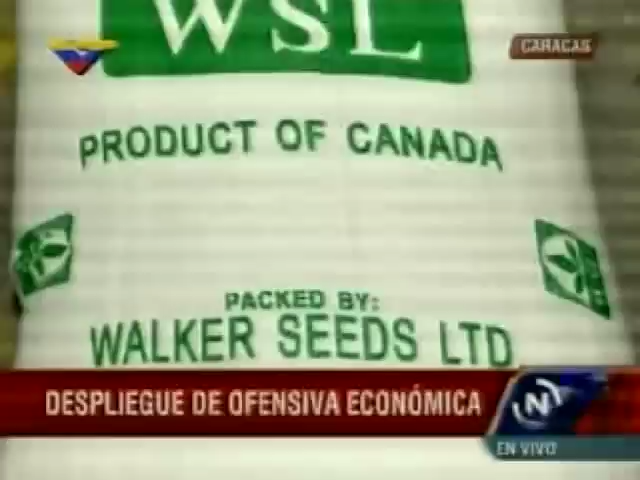 WSL
CARACAS
PRODUCT OF CANADA
PACKED BY:
WALKER SEEDS LTD
DESPLIEGUE DE OFENSIVA ECONÓMICA
N
EN VIVO